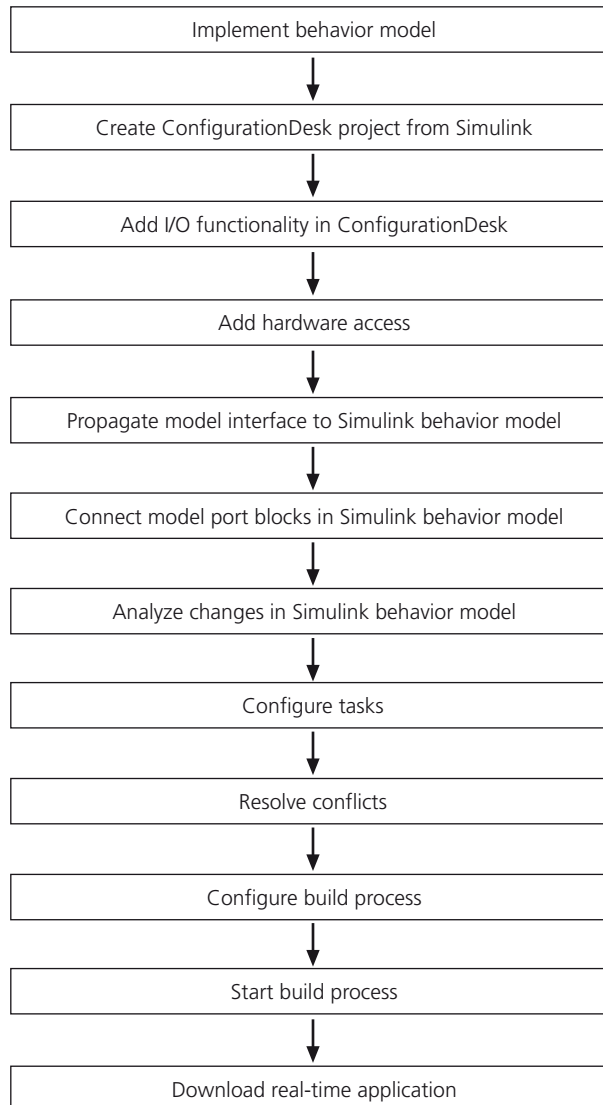 Implement behavior model
Create ConfigurationDesk project from Simulink
Add I/O functionality in ConfigurationDesk
Add hardware access
Propagate model interface to Simulink behavior model
Connect model port blocks in Simulink behavior model
Analyze changes in Simulink behavior model
Configure tasks
Resolve conflicts
Configure build process
Start build process
Download real-time application